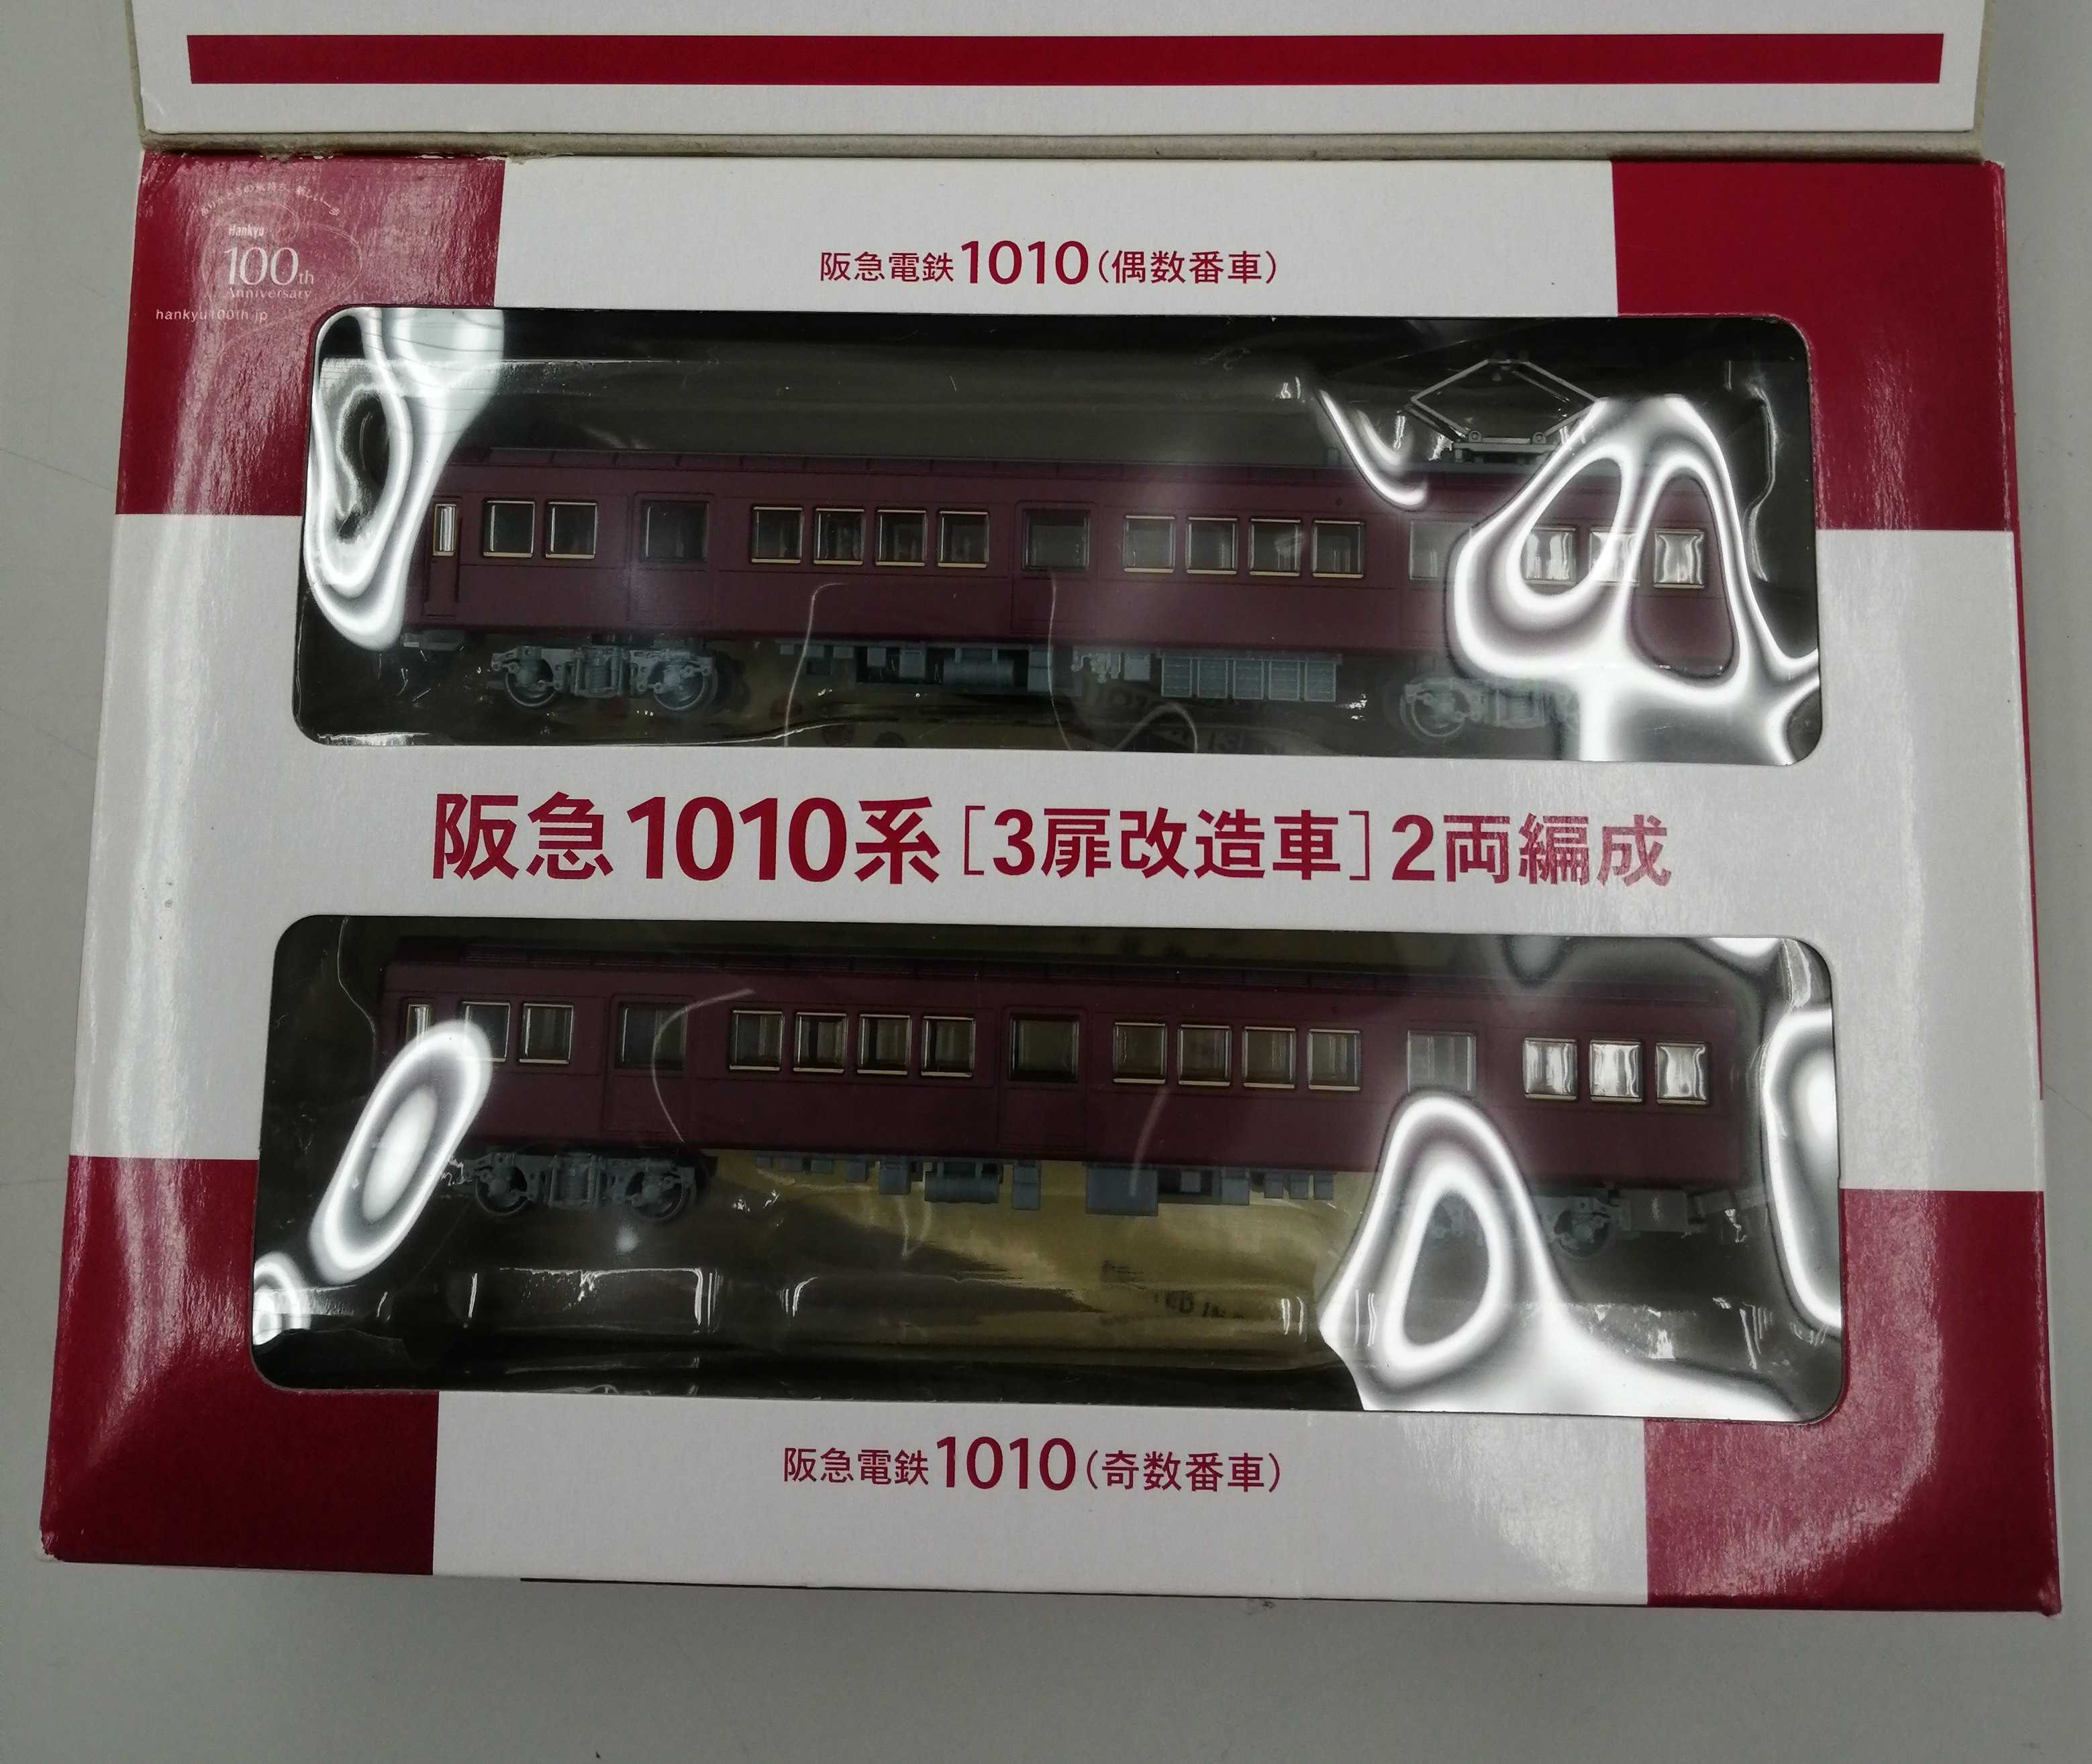 Hankyu
100th
Anniversary
hankyu100th.jp
阪急電鉄1010(偶数番車)
阪急1010系[3扉改造車]2両編成
阪急電鉄1010(奇数番車)